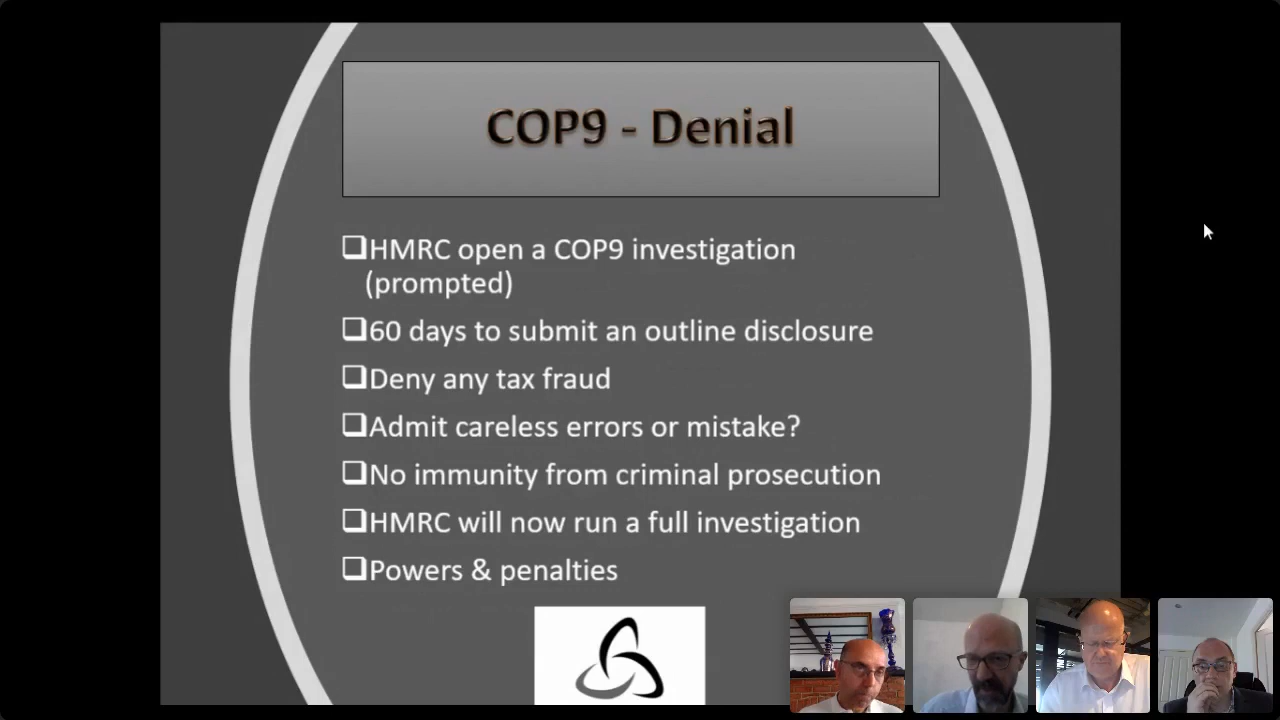 COP9 - Denial
❑HMRC open a COP9 investigation
(prompted)
❑60 days to submit an outline disclosure
❑Deny any tax fraud
❑Admit careless errors or mistake?
❑No immunity from criminal prosecution
❑HMRC will now run a full investigation
❑Powers & penalties